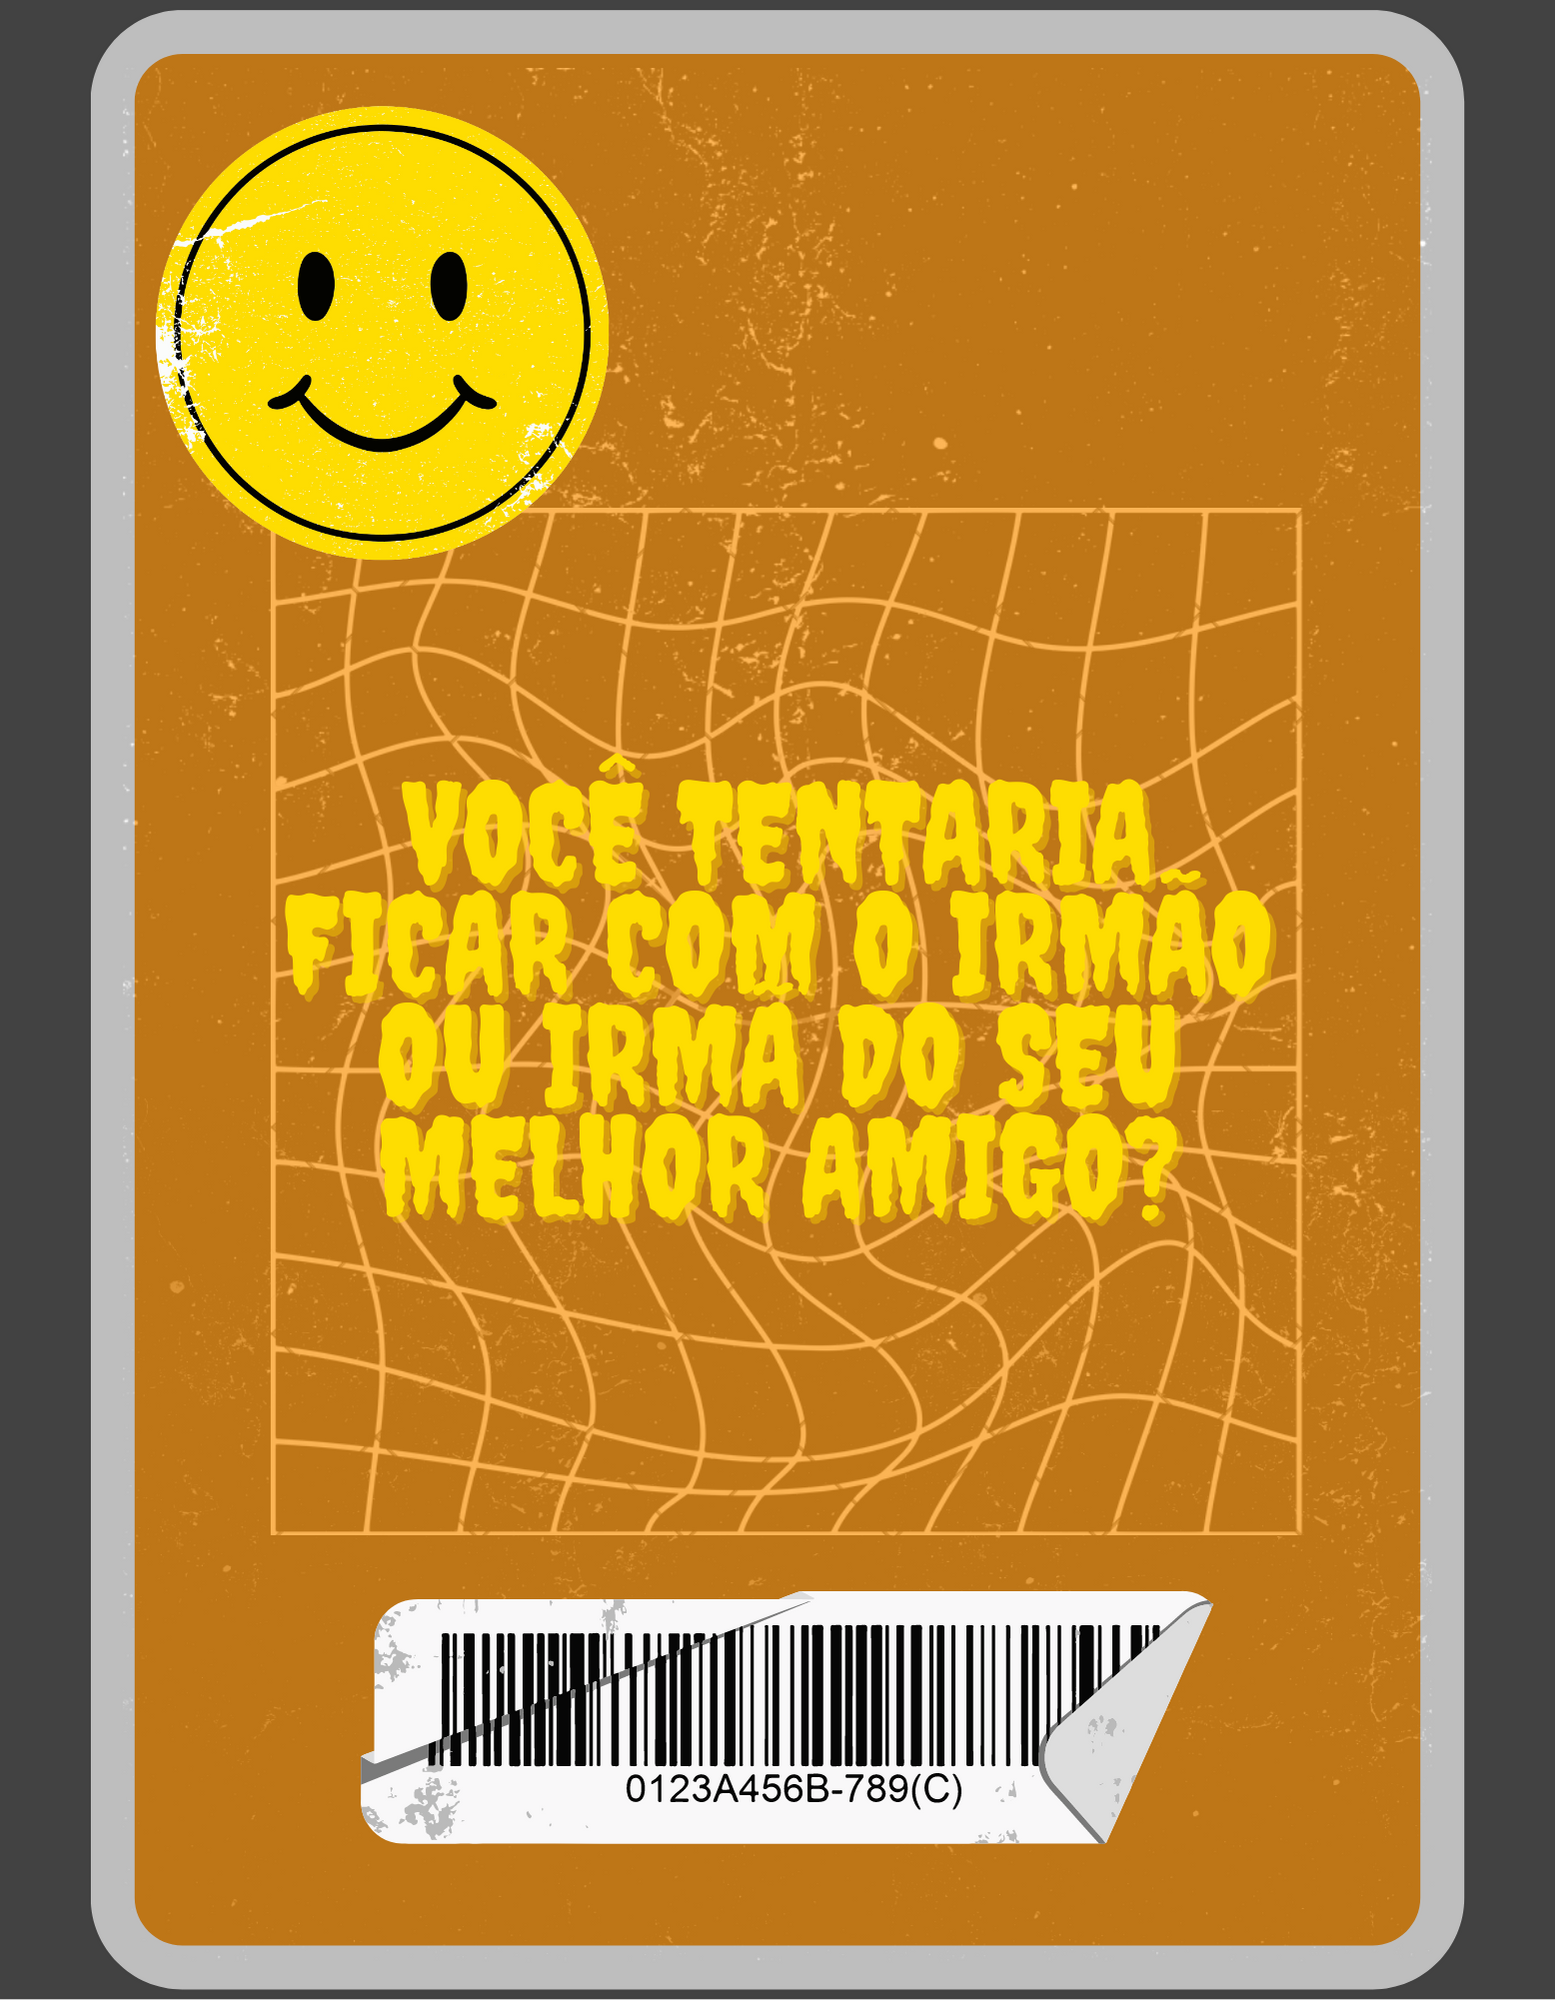 VOCÊ TENTARIA
FICAR COM O IRMÃO
OU IRMÃ DO SEU
MELHOR AMIGO?
0123A456B-789(C)